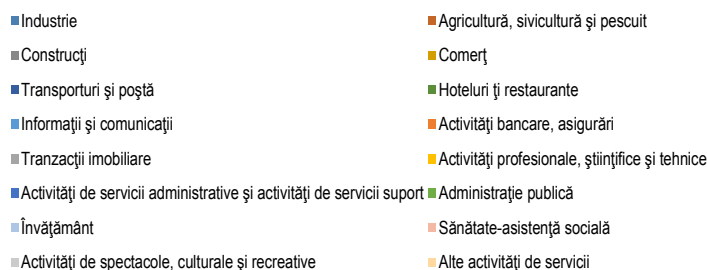 Industrie
Agricultură, sivicultură şi pescuit
Construcţi
Comerţ
Transporturi şi poştă
Hoteluri ţi restaurante
Informaţii şi comunicaţii
Activităţi bancare, asigurări
Tranzacţii imobiliare
Activităţi profesionale, ştiinţifice şi tehnice
Activităţi de servicii administrative şi activităţi de servicii suport
Administraţie publică
Învăţământ
Sănătate-asistenţă socială
Activităţi de spectacole, culturale şi recreative
Alte activităţi de servicii